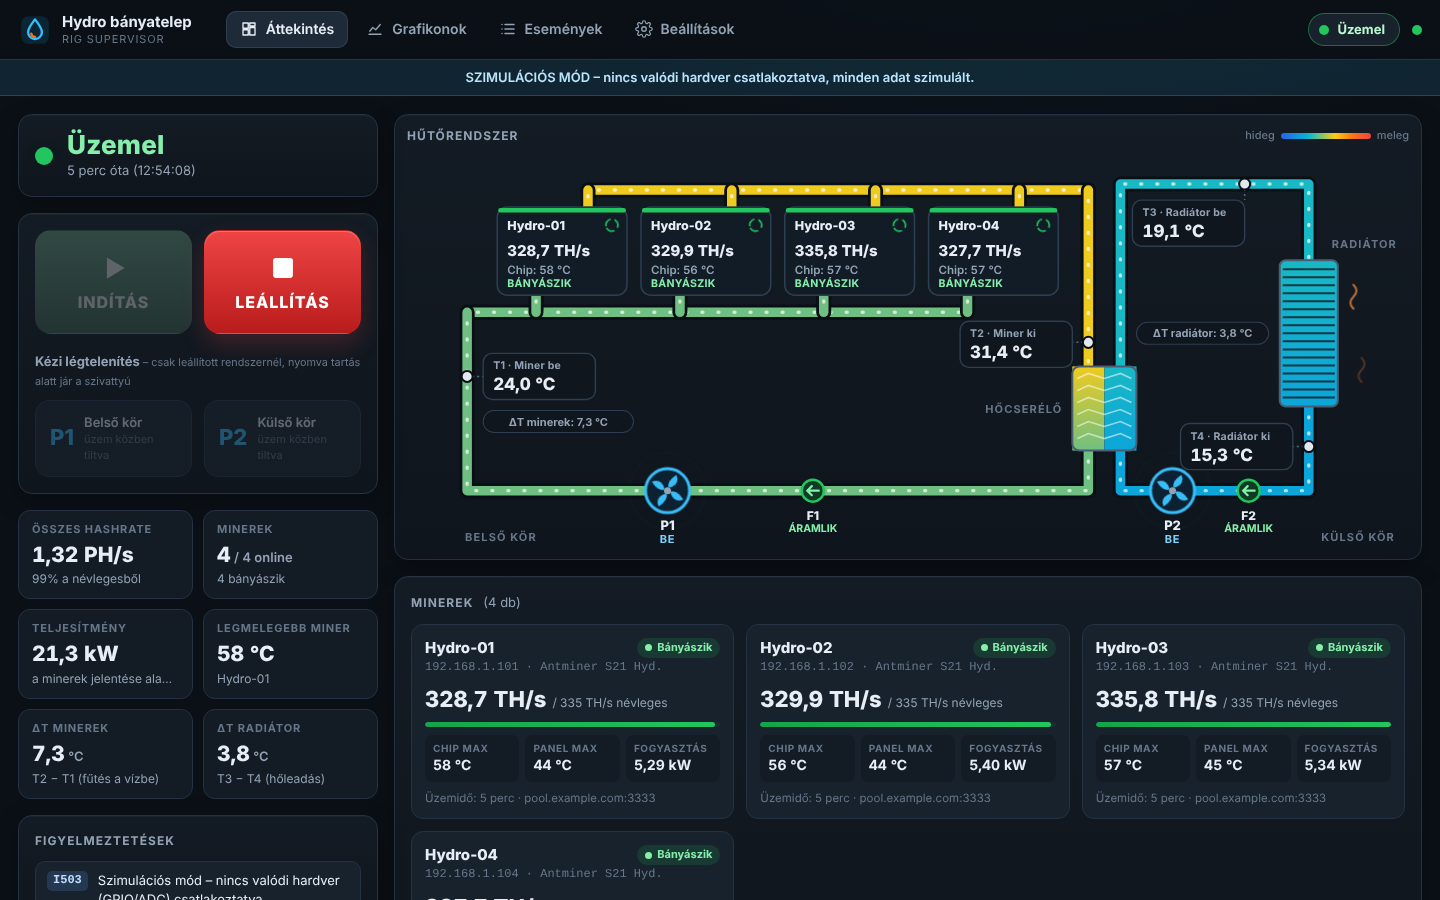 Hydro bányatelep
RIG SUPERVISOR
Áttekintés
Grafikonok
Események
Beállítások
Üzemel
SZIMULÁCIÓS MÓD – nincs valódi hardver csatlakoztatva, minden adat szimulált.
Üzemel
5 perc óta (12:54:08)
INDÍTÁS
LEÁLLÍTÁS
Kézi légtelenítés – csak leállított rendszernél, nyomva tartás
alatt jár a szivattyú
P1
Belső kör
üzem közben
tiltva
P2
Külső kör
üzem közben
tiltva
ÖSSZES HASHRATE
1,32 PH/s
99% a névlegesből
MINEREK
4 / 4 online
4 bányászik
TELJESÍTMÉNY
21,3 kW
a minerek jelentése ala…
LEGMELEGEBB MINER
58 °C
Hydro-01
ΔT MINEREK
7,3 °C
T2 – T1 (fűtés a vízbe)
ΔT RADIÁTOR
3,8 °C
T3 – T4 (hőleadás)
FIGYELMEZTETÉSEK
I503
Szimulációs mód – nincs valódi hardver
(GPIO/ADC) csatlakoztatva
HŰTŐRENDSZER
hideg
meleg
Hydro-01
328,7 TH/s
Chip: 58 °C
BÁNYÁSZIK
Hydro-02
329,9 TH/s
Chip: 56 °C
BÁNYÁSZIK
Hydro-03
335,8 TH/s
Chip: 57 °C
BÁNYÁSZIK
Hydro-04
327,7 TH/s
Chip: 57 °C
BÁNYÁSZIK
T3 · Radiátor be
19,1 °C
RADIÁTOR
T2 · Miner ki
31,4 °C
ΔT radiátor: 3,8 °C
T1 · Miner be
24,0 °C
ΔT minerek: 7,3 °C
HŐCSERÉLŐ
T4 · Radiátor ki
15,3 °C
P1
BE
F1
ÁRAMLIK
P2
BE
F2
ÁRAMLIK
BELSŐ KÖR
KÜLSŐ KÖR
MINEREK (4 db)
Hydro-01
Bányászik
192.168.1.101 · Antminer S21 Hyd.
328,7 TH/s / 335 TH/s névleges
CHIP MAX
58 °C
PANEL MAX
44 °C
FOGYASZTÁS
5,29 kW
Üzemidő: 5 perc · pool.example.com:3333
Hydro-02
Bányászik
192.168.1.102 · Antminer S21 Hyd.
329,9 TH/s / 335 TH/s névleges
CHIP MAX
56 °C
PANEL MAX
44 °C
FOGYASZTÁS
5,40 kW
Üzemidő: 5 perc · pool.example.com:3333
Hydro-03
Bányászik
192.168.1.103 · Antminer S21 Hyd.
335,8 TH/s / 335 TH/s névleges
CHIP MAX
57 °C
PANEL MAX
45 °C
FOGYASZTÁS
5,34 kW
Üzemidő: 5 perc · pool.example.com:3333
Hydro-04
Bányászik
192.168.1.104 · Antminer S21 Hyd.